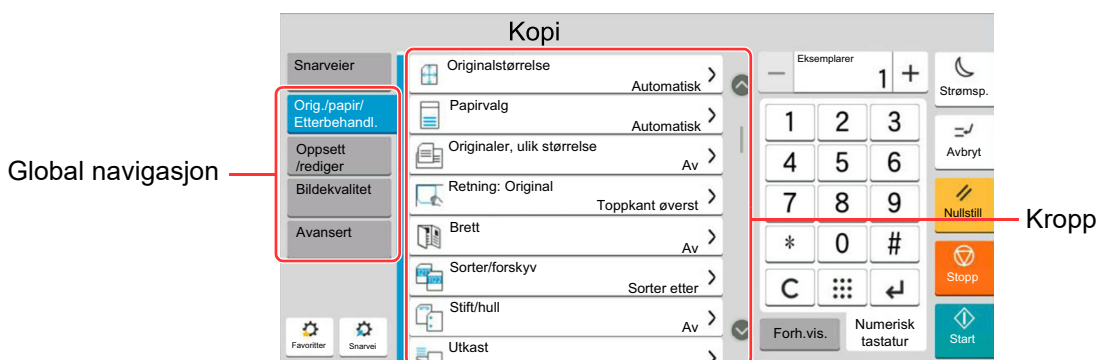 Kopi
Global navigasjon
Snarveier
Orig./papir/
Etterbehandl.
Oppsett
/rediger
Bildekvalitet
Avansert
Favoritter
Snarvei
Originalstørrelse
Automatisk
Papirvalg
Automatisk
Originaler, ulik størrelse
Av
Retning: Original
Toppkant øverst
Brett
Av
Sorter/forskyv
Sorter etter
Stift/hull
Av
Utkast
Eksemplarer
− 1 +
1 2 3
4 5 6
7 8 9
* 0 #
C
Forh.vis.
Numerisk
tastatur
Strømsp.
Avbryt
Nullstill
Stopp
Start
Kropp